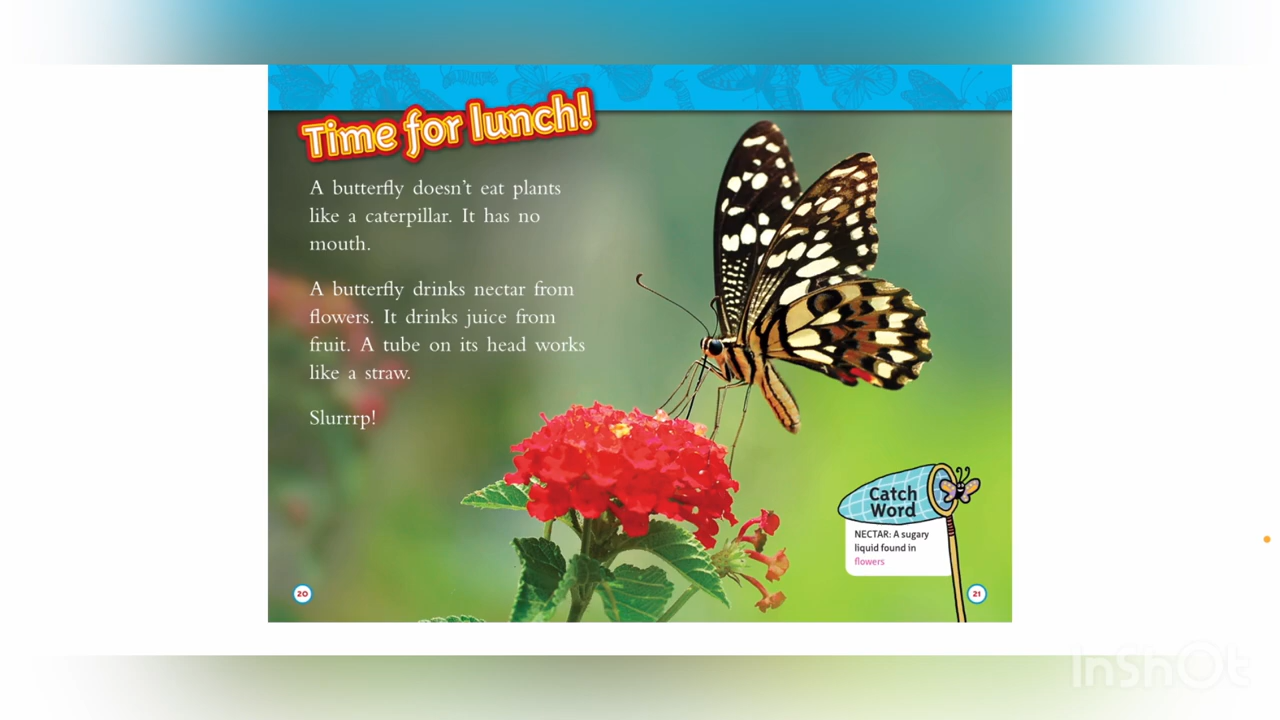 Time for lunch!
A butterfly doesn't eat plants
like a caterpillar. It has no
mouth.
A butterfly drinks nectar from
flowers. It drinks juice from
fruit. A tube on its head works
like a straw.
Slurrrp!
Catch
Word
NECTAR: A sugary
liquid found in
flowers
20
21
InShOt